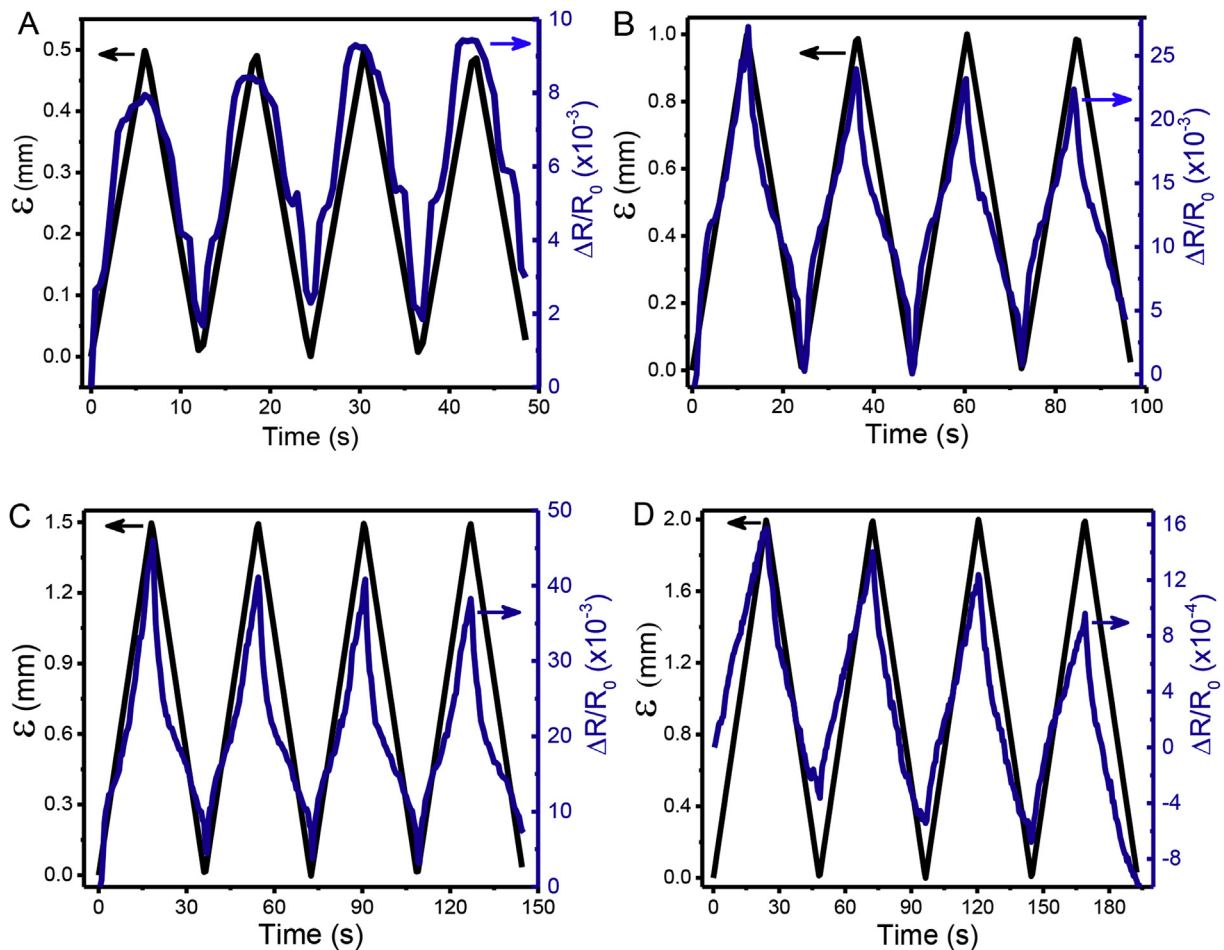 A
ε (mm)
0.5
0.4
0.3
0.2
0.1
0.0
0 10 20 30 40 50
Time (s)
10
8
6
4
2
0
ΔR/R0 (x10-3)
B
ε (mm)
1.0
0.8
0.6
0.4
0.2
0.0
0 20 40 60 80 100
Time (s)
25
20
15
10
5
0
ΔR/R0 (x10-3)
C
ε (mm)
1.5
1.2
0.9
0.6
0.3
0.0
0 30 60 90 120 150
Time (s)
50
40
30
20
10
0
ΔR/R0 (x10-3)
D
ε (mm)
2.0
1.6
1.2
0.8
0.4
0.0
0 30 60 90 120 150 180
Time (s)
16
12
8
4
0
-4
-8
ΔR/R0 (x10-4)